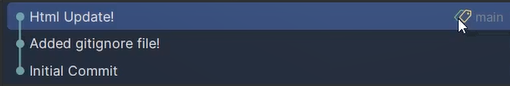 Html Update! main
Added gitignore file!
Initial Commit